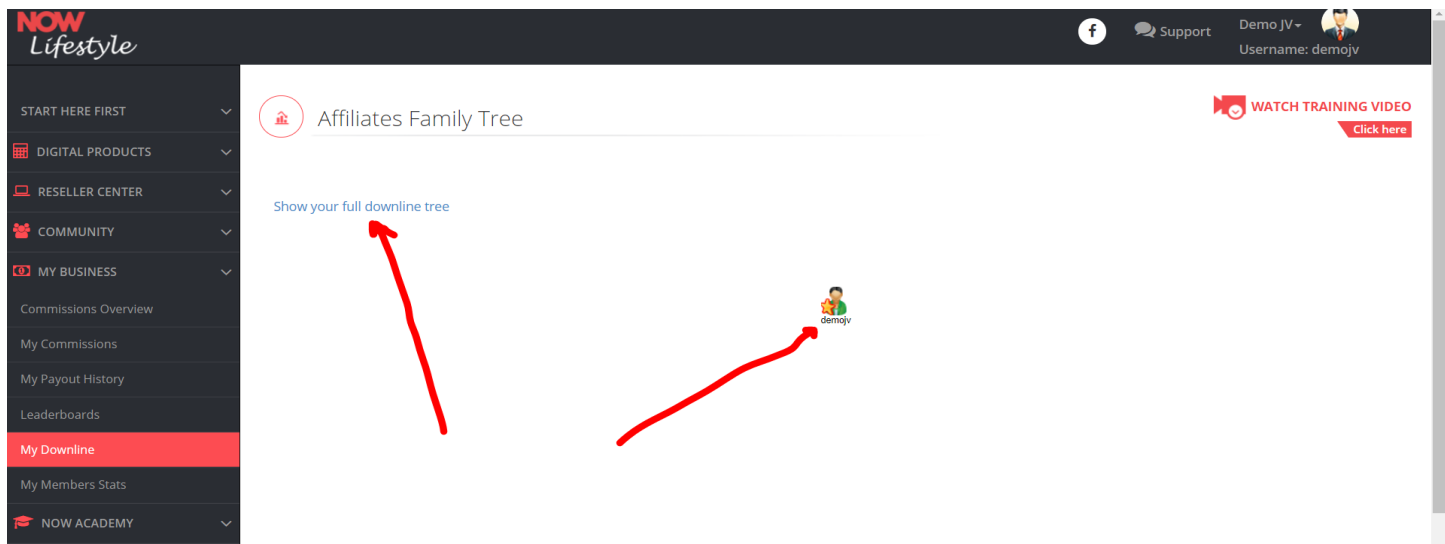 NOW
Lifestyle
f
Support
Demo JV
Username: demojv
START HERE FIRST
DIGITAL PRODUCTS
RESELLER CENTER
COMMUNITY
MY BUSINESS
Commissions Overview
My Commissions
My Payout History
Leaderboards
My Downline
My Members Stats
NOW ACADEMY
Affiliates Family Tree
WATCH TRAINING VIDEO
Click here
Show your full downline tree
demojv